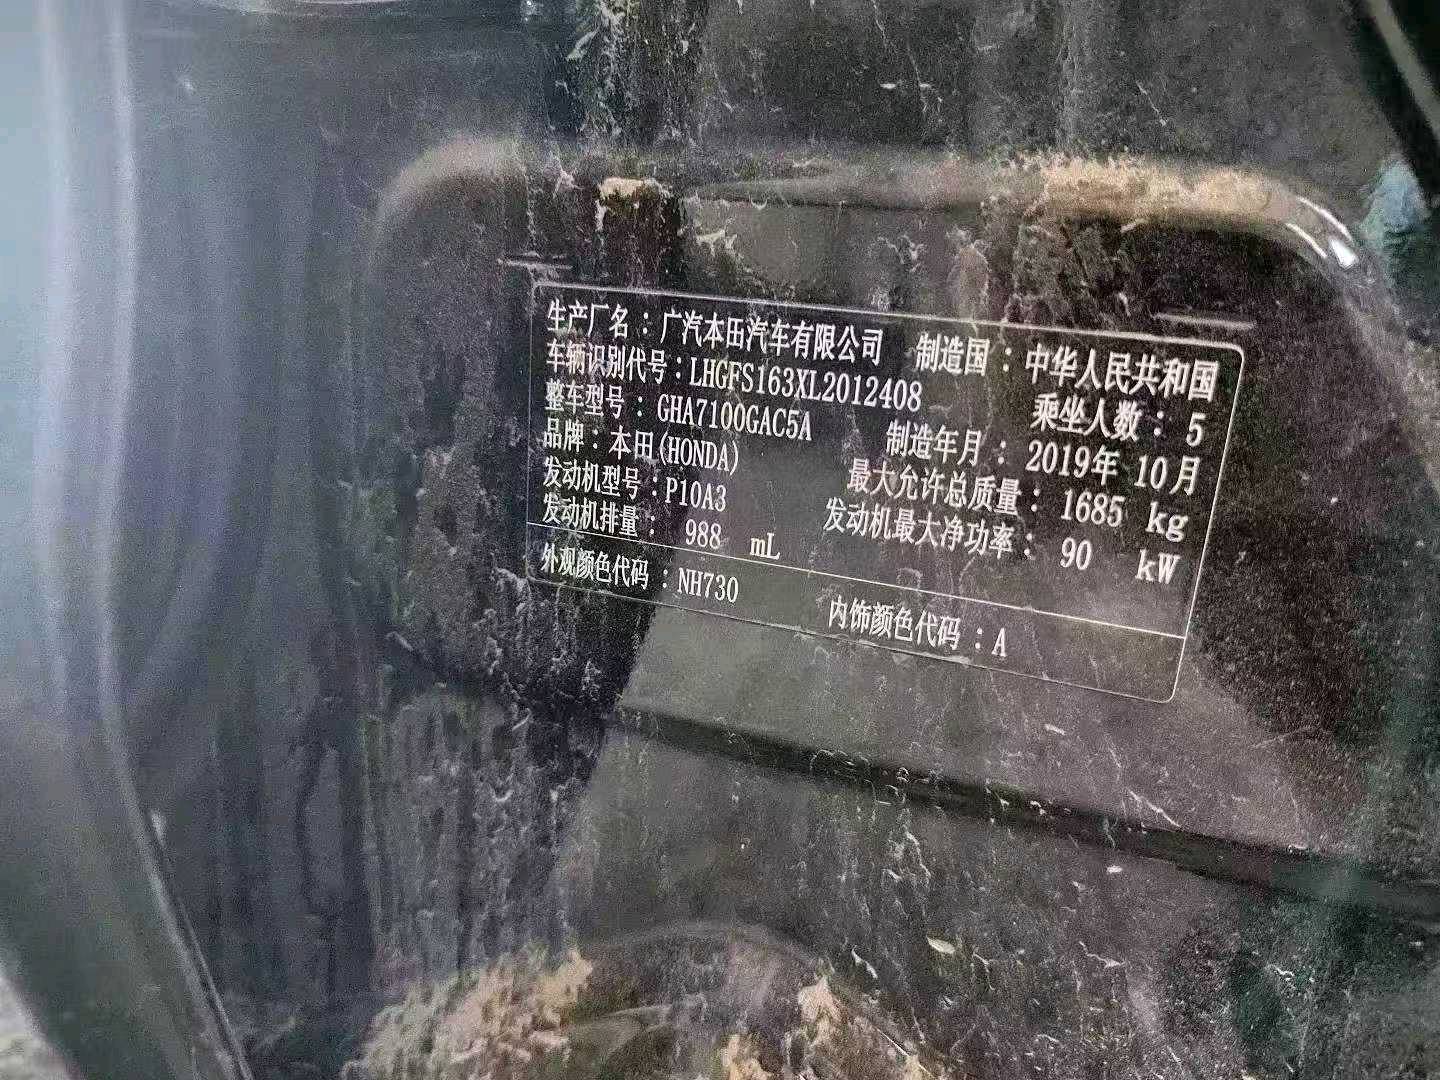 生产厂名：广汽本田汽车有限公司 制造国：中华人民共和国
车辆识别代号：LHGFS163XL2012408 乘坐人数：5
整车型号：GHA7100GAC5A 制造年月：2019年 10月
品牌：本田(HONDA) 最大允许总质量：1685 kg
发动机型号：P10A3 发动机最大净功率：90 kW
发动机排量：988 mL
外观颜色代码：NH730 内饰颜色代码：A